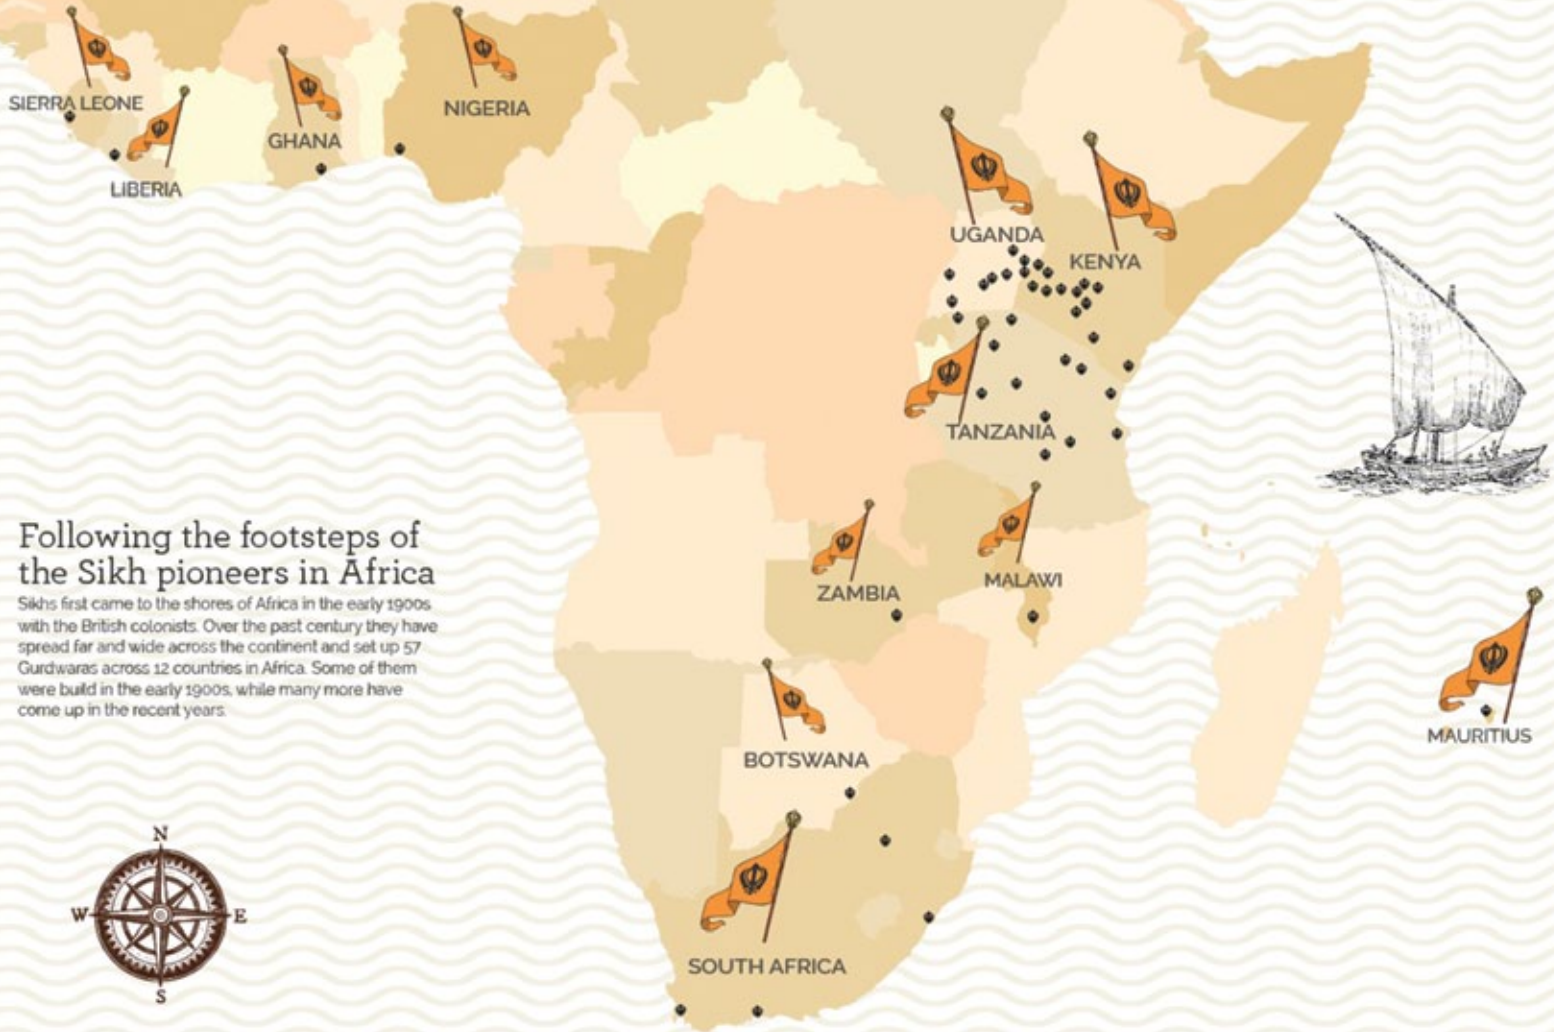 SIERRA LEONE
LIBERIA
GHANA
NIGERIA
UGANDA
KENYA
TANZANIA
Following the footsteps of
the Sikh pioneers in Africa
Sikhs first came to the shores of Africa in the early 1900s
with the British colonists. Over the past century they have
spread far and wide across the continent and set up 57
Gurdwaras across 12 countries in Africa. Some of them
were build in the early 1900s, while many more have
come up in the recent years.
ZAMBIA
MALAWI
MAURITIUS
BOTSWANA
SOUTH AFRICA
N
W
E
S